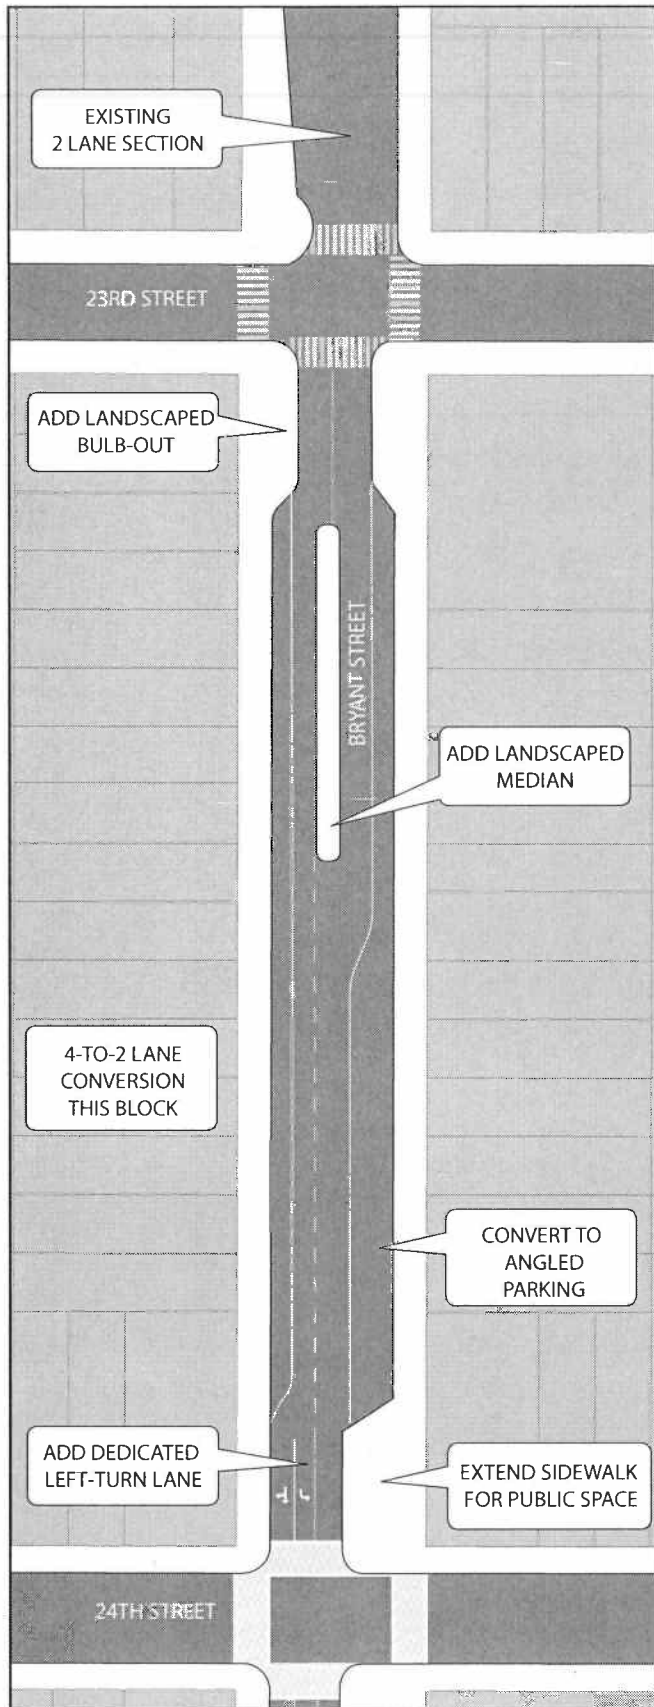 EXISTING
2 LANE SECTION
23RD STREET
ADD LANDSCAPED
BULB-OUT
BRYANT STREET
ADD LANDSCAPED
MEDIAN
4-TO-2 LANE
CONVERSION
THIS BLOCK
CONVERT TO
ANGLED
PARKING
ADD DEDICATED
LEFT-TURN LANE
EXTEND SIDEWALK
FOR PUBLIC SPACE
24TH STREET